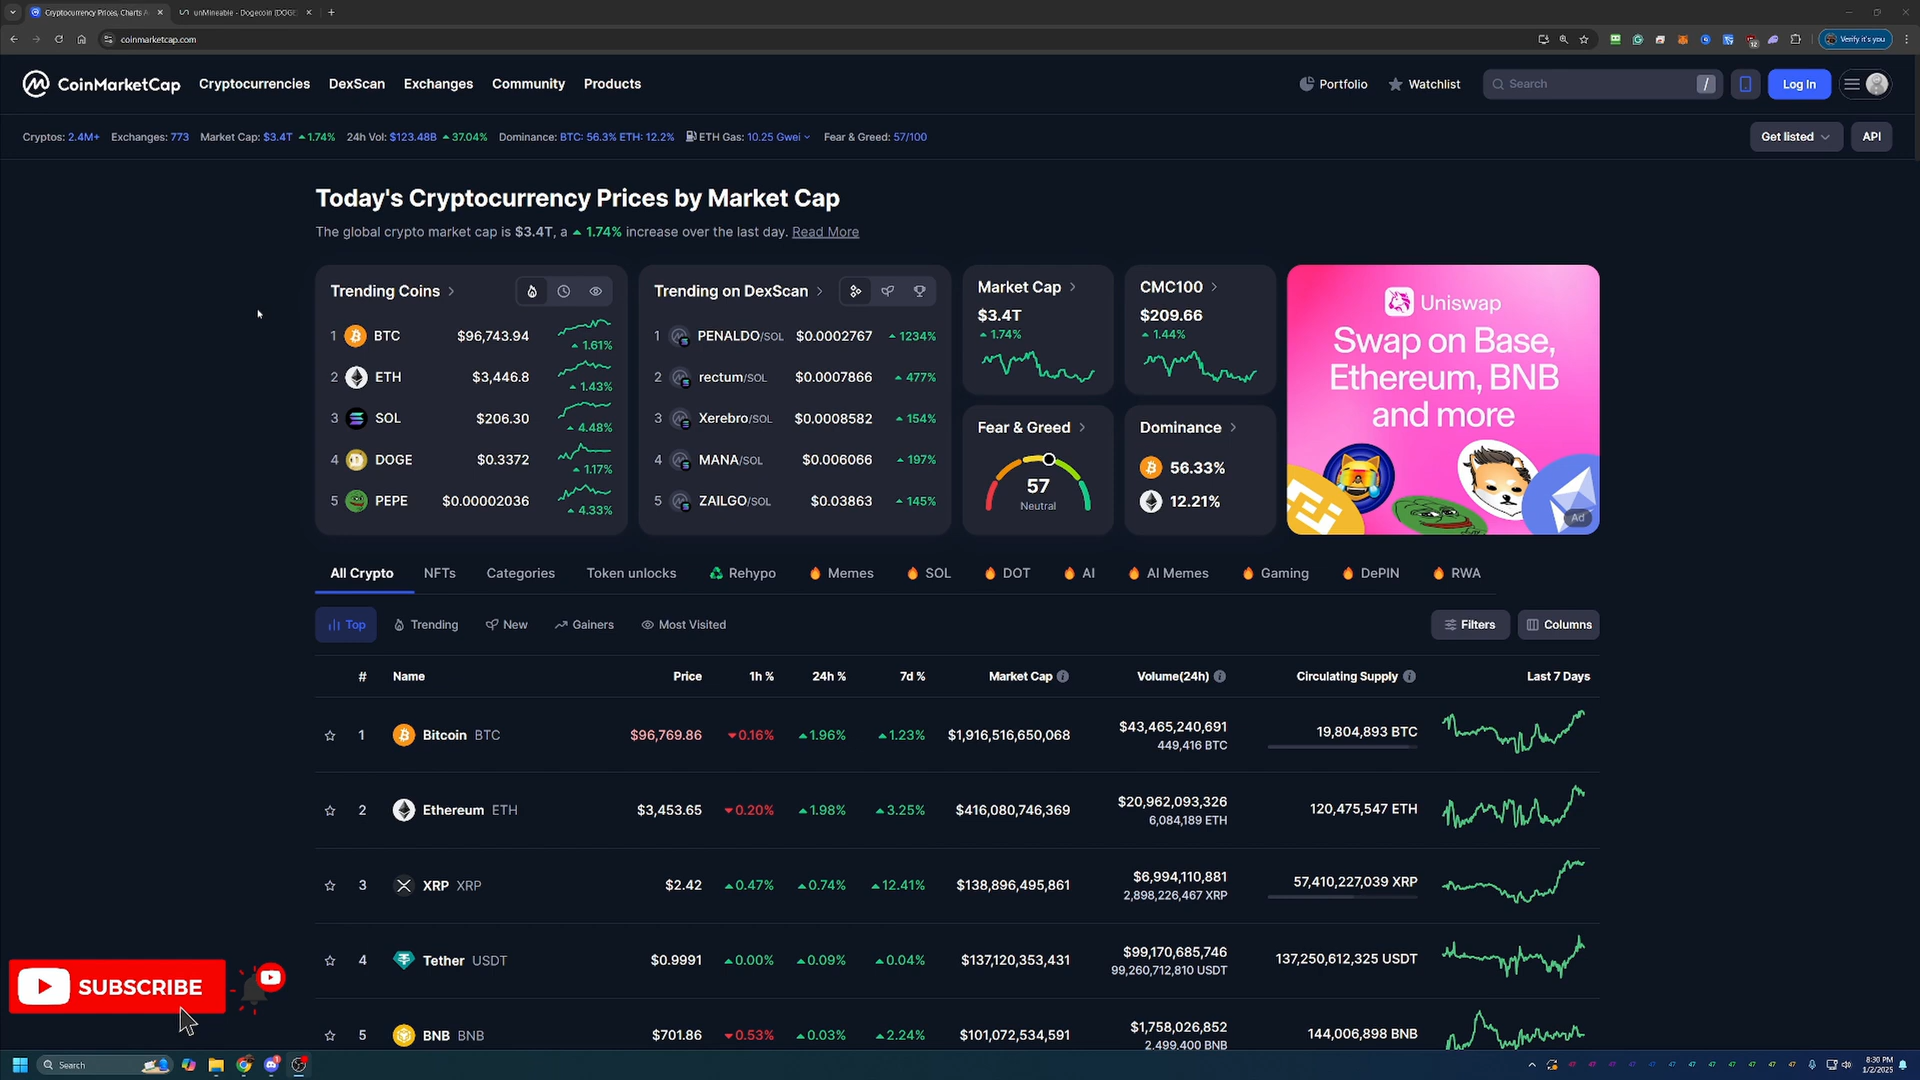 Cryptocurrency Prices, Charts A
unMineable - Dogecoin (DOGE
coinmarketcap.com
12
Verify it's you
CoinMarketCap
Cryptocurrencies
DexScan
Exchanges
Community
Products
Portfolio
Watchlist
Search
/
Log In
Cryptos: 2.4M+
Exchanges: 773
Market Cap: $3.4T 1.74%
24h Vol: $123.48B 37.04%
Dominance: BTC: 56.3% ETH: 12.2%
ETH Gas: 10.25 Gwei
Fear & Greed: 57/100
Get listed
API
Today's Cryptocurrency Prices by Market Cap
The global crypto market cap is $3.4T, a 1.74% increase over the last day. Read More
Trending Coins
1 BTC $96,743.94 1.61%
2 ETH $3,446.8 1.43%
3 SOL $206.30 4.48%
4 DOGE $0.3372 1.17%
5 PEPE $0.00002036 4.33%
Trending on DexScan
1 PENALDO/SOL $0.0002767 1234%
2 rectum/SOL $0.0007866 477%
3 Xerebro/SOL $0.0008582 154%
4 MANA/SOL $0.006066 197%
5 ZAILGO/SOL $0.03863 145%
Market Cap
$3.4T
1.74%
CMC100
$209.66
1.44%
Fear & Greed
57
Neutral
Dominance
56.33%
12.21%
Uniswap
Swap on Base,
Ethereum, BNB
and more
Ad
All Crypto
NFTs
Categories
Token unlocks
Rehypo
Memes
SOL
DOT
AI
AI Memes
Gaming
DePIN
RWA
Top
Trending
New
Gainers
Most Visited
Filters
Columns
# Name Price 1h % 24h % 7d % Market Cap Volume(24h) Circulating Supply Last 7 Days
1 Bitcoin BTC $96,769.86 0.16% 1.96% 1.23% $1,916,516,650,068 $43,465,240,691 19,804,893 BTC
449,416 BTC
2 Ethereum ETH $3,453.65 0.20% 1.98% 3.25% $416,080,746,369 $20,962,093,326 120,475,547 ETH
6,084,189 ETH
3 XRP XRP $2.42 0.47% 0.74% 12.41% $138,896,495,861 $6,994,110,881 57,410,227,039 XRP
2,898,226,467 XRP
4 Tether USDT $0.9991 0.00% 0.09% 0.04% $137,120,353,431 $99,170,685,746 137,250,612,325 USDT
99,260,712,810 USDT
5 BNB BNB $701.86 0.53% 0.03% 2.24% $101,072,534,591 $1,758,026,852 144,006,898 BNB
2,499,400 BNB
SUBSCRIBE
Search
8:30 PM
1/2/2025